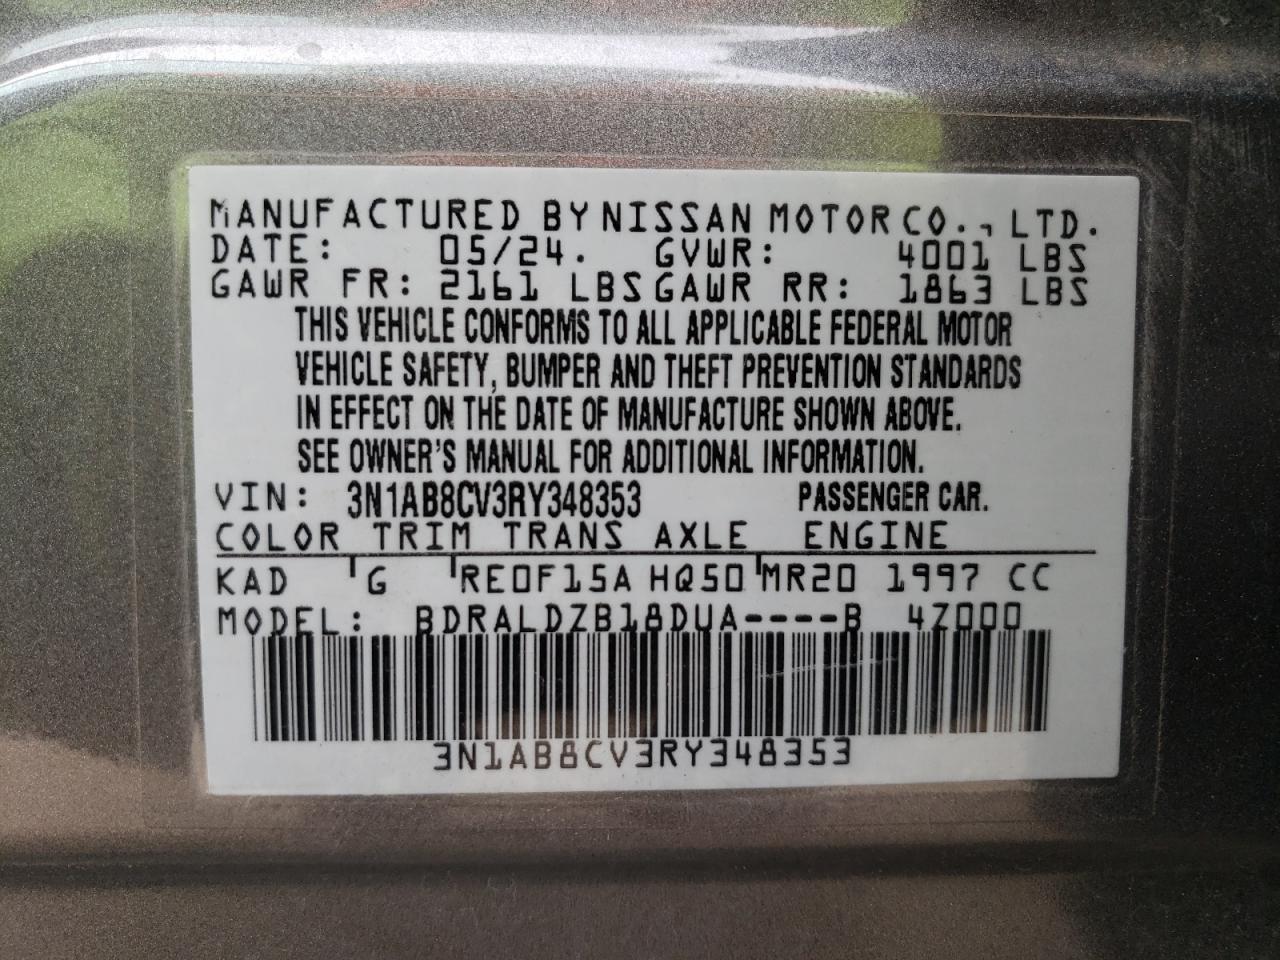 MANUFACTURED BY NISSAN MOTOR CO., LTD.
DATE: 05/24. GVWR: 4001 LBS
GAWR FR: 2161 LBS GAWR RR: 1863 LBS
THIS VEHICLE CONFORMS TO ALL APPLICABLE FEDERAL MOTOR
VEHICLE SAFETY, BUMPER AND THEFT PREVENTION STANDARDS
IN EFFECT ON THE DATE OF MANUFACTURE SHOWN ABOVE.
SEE OWNER'S MANUAL FOR ADDITIONAL INFORMATION.
VIN: 3N1AB8CV3RY348353 PASSENGER CAR.
COLOR TRIM TRANS AXLE ENGINE
KAD G RE0F15A HQ50 MR20 1997 CC
MODEL: BDRALDZB18DUA----B 4Z000
3N1AB8CV3RY348353